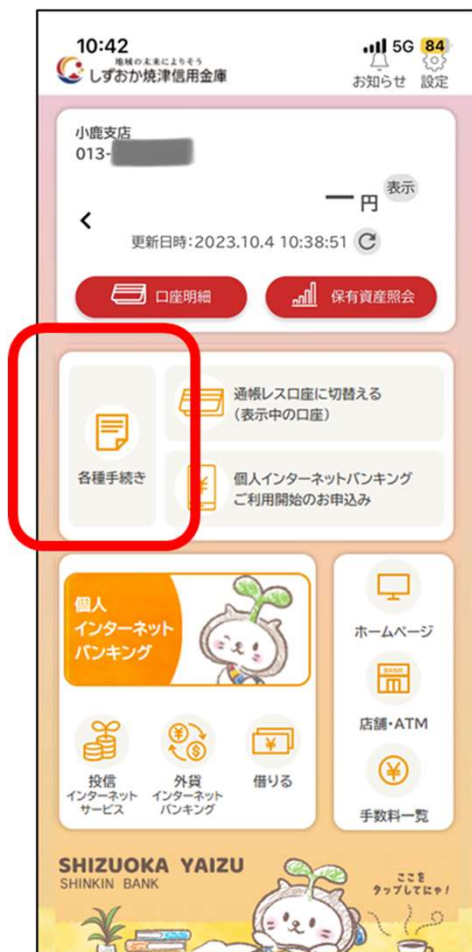 10:42
5G 84
地域の未来によりそう
しずおか焼津信用金庫
お知らせ 設定
小鹿支店
013-
ー 円 表示
更新日時:2023.10.4 10:38:51
口座明細
保有資産照会
各種手続き
通帳レス口座に切替える
(表示中の口座)
¥
個人インターネットバンキング
ご利用開始のお申込み
個人
インターネット
バンキング
ホームページ
BANK
店舗・ATM
¥
手数料一覧
投信
インターネット
サービス
¥
$
外貨
インターネット
バンキング
¥
借りる
SHIZUOKA YAIZU
SHINKIN BANK
ここを
タップしてにゃ!